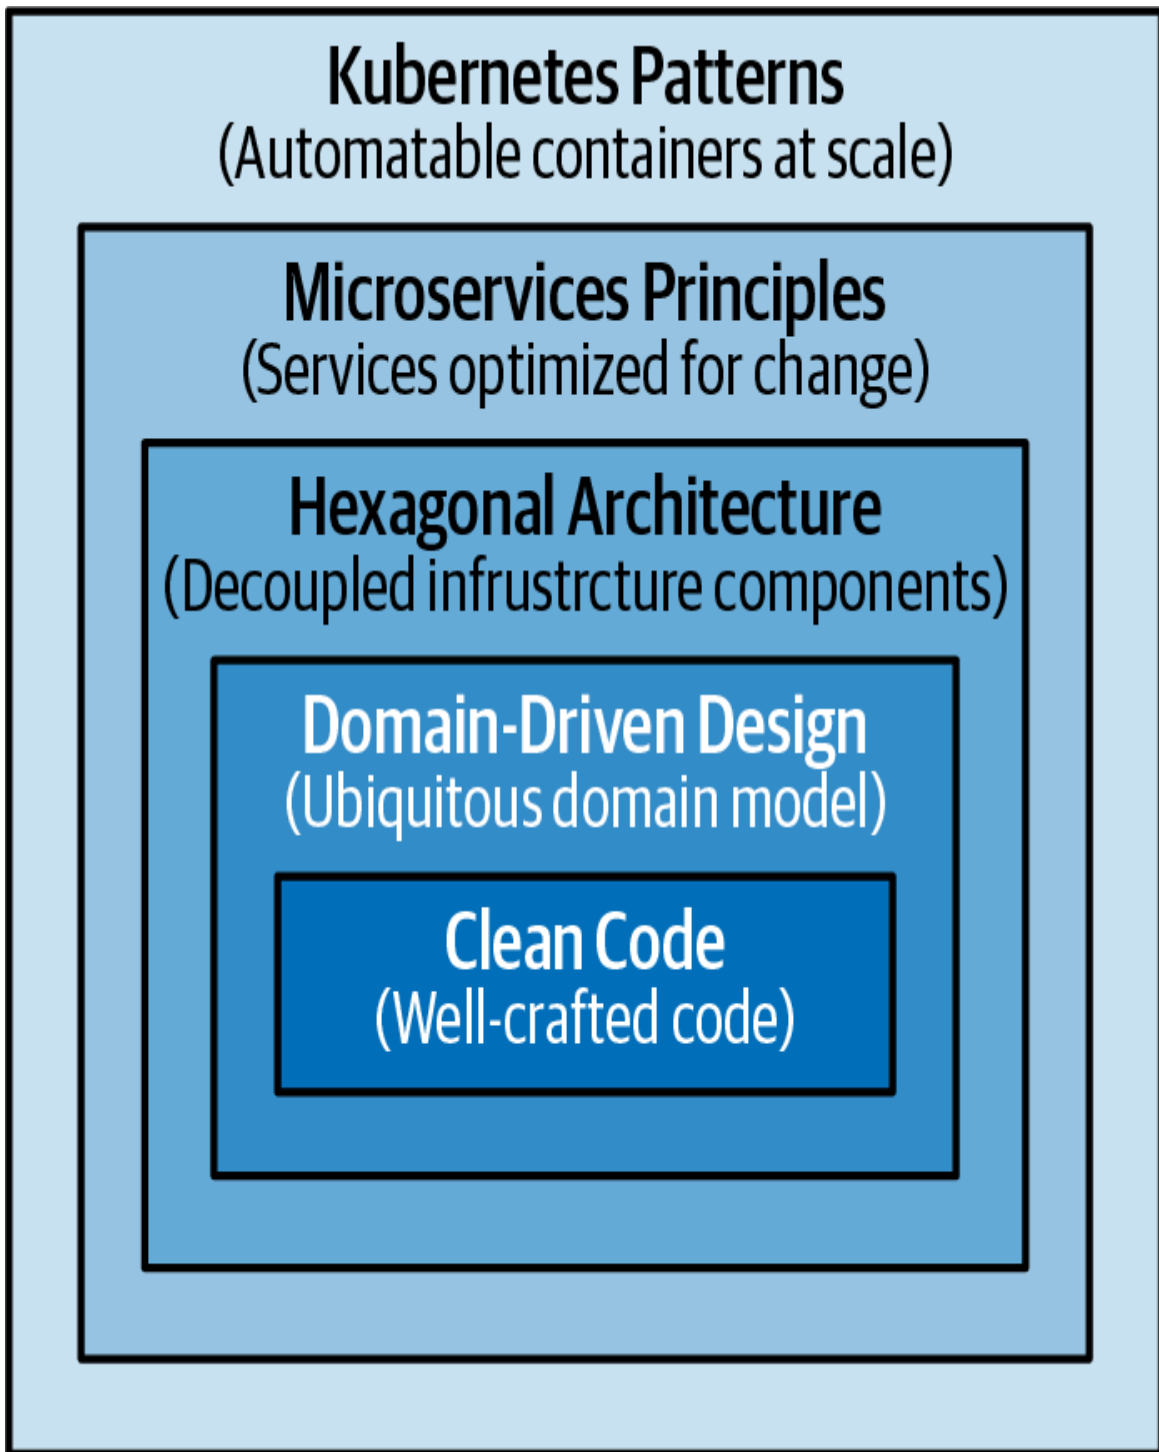 Kubernetes Patterns
(Automatable containers at scale)
Microservices Principles
(Services optimized for change)
Hexagonal Architecture
(Decoupled infrustrcture components)
Domain-Driven Design
(Ubiquitous domain model)
Clean Code
(Well-crafted code)